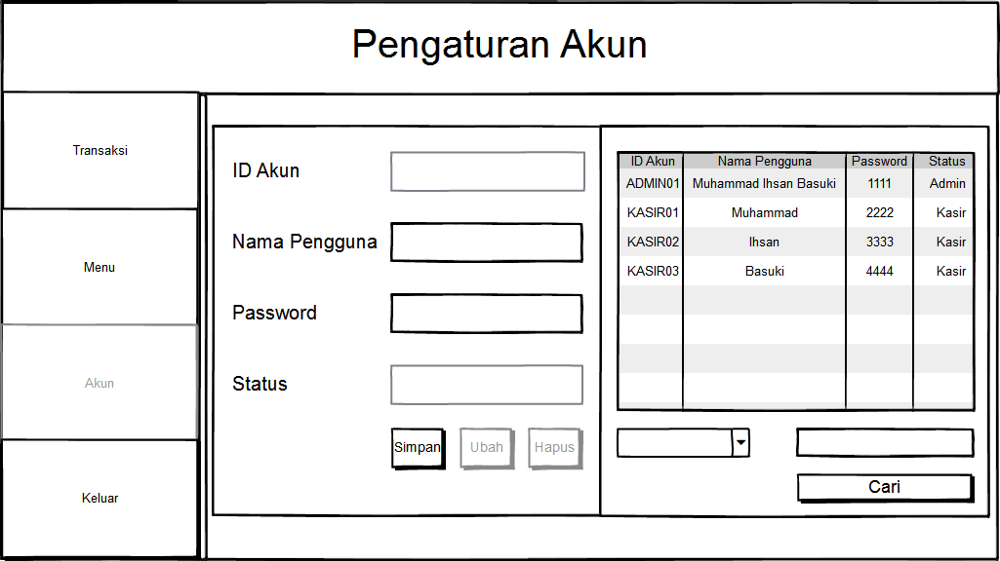 Pengaturan Akun
Transaksi
Menu
Akun
Keluar
ID Akun
Nama Pengguna
Password
Status
Simpan Ubah Hapus
ID Akun Nama Pengguna Password Status
ADMIN01 Muhammad Ihsan Basuki 1111 Admin
KASIR01 Muhammad 2222 Kasir
KASIR02 Ihsan 3333 Kasir
KASIR03 Basuki 4444 Kasir
Cari